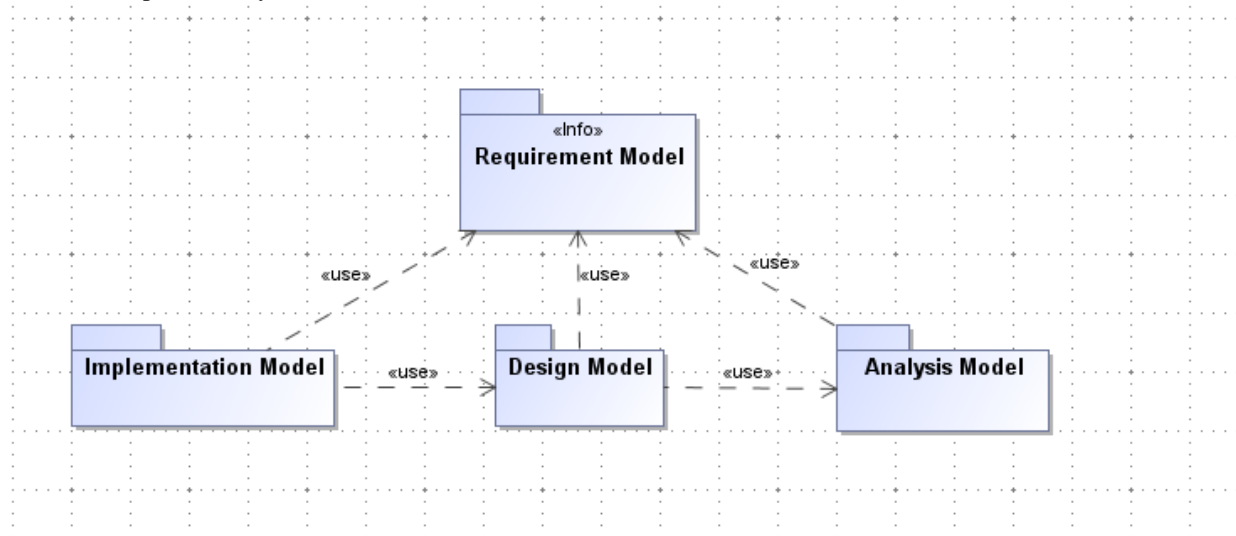 «Info»
Requirement Model
«use»
«use»
«use»
Implementation Model
«use»
Design Model
«use»
Analysis Model